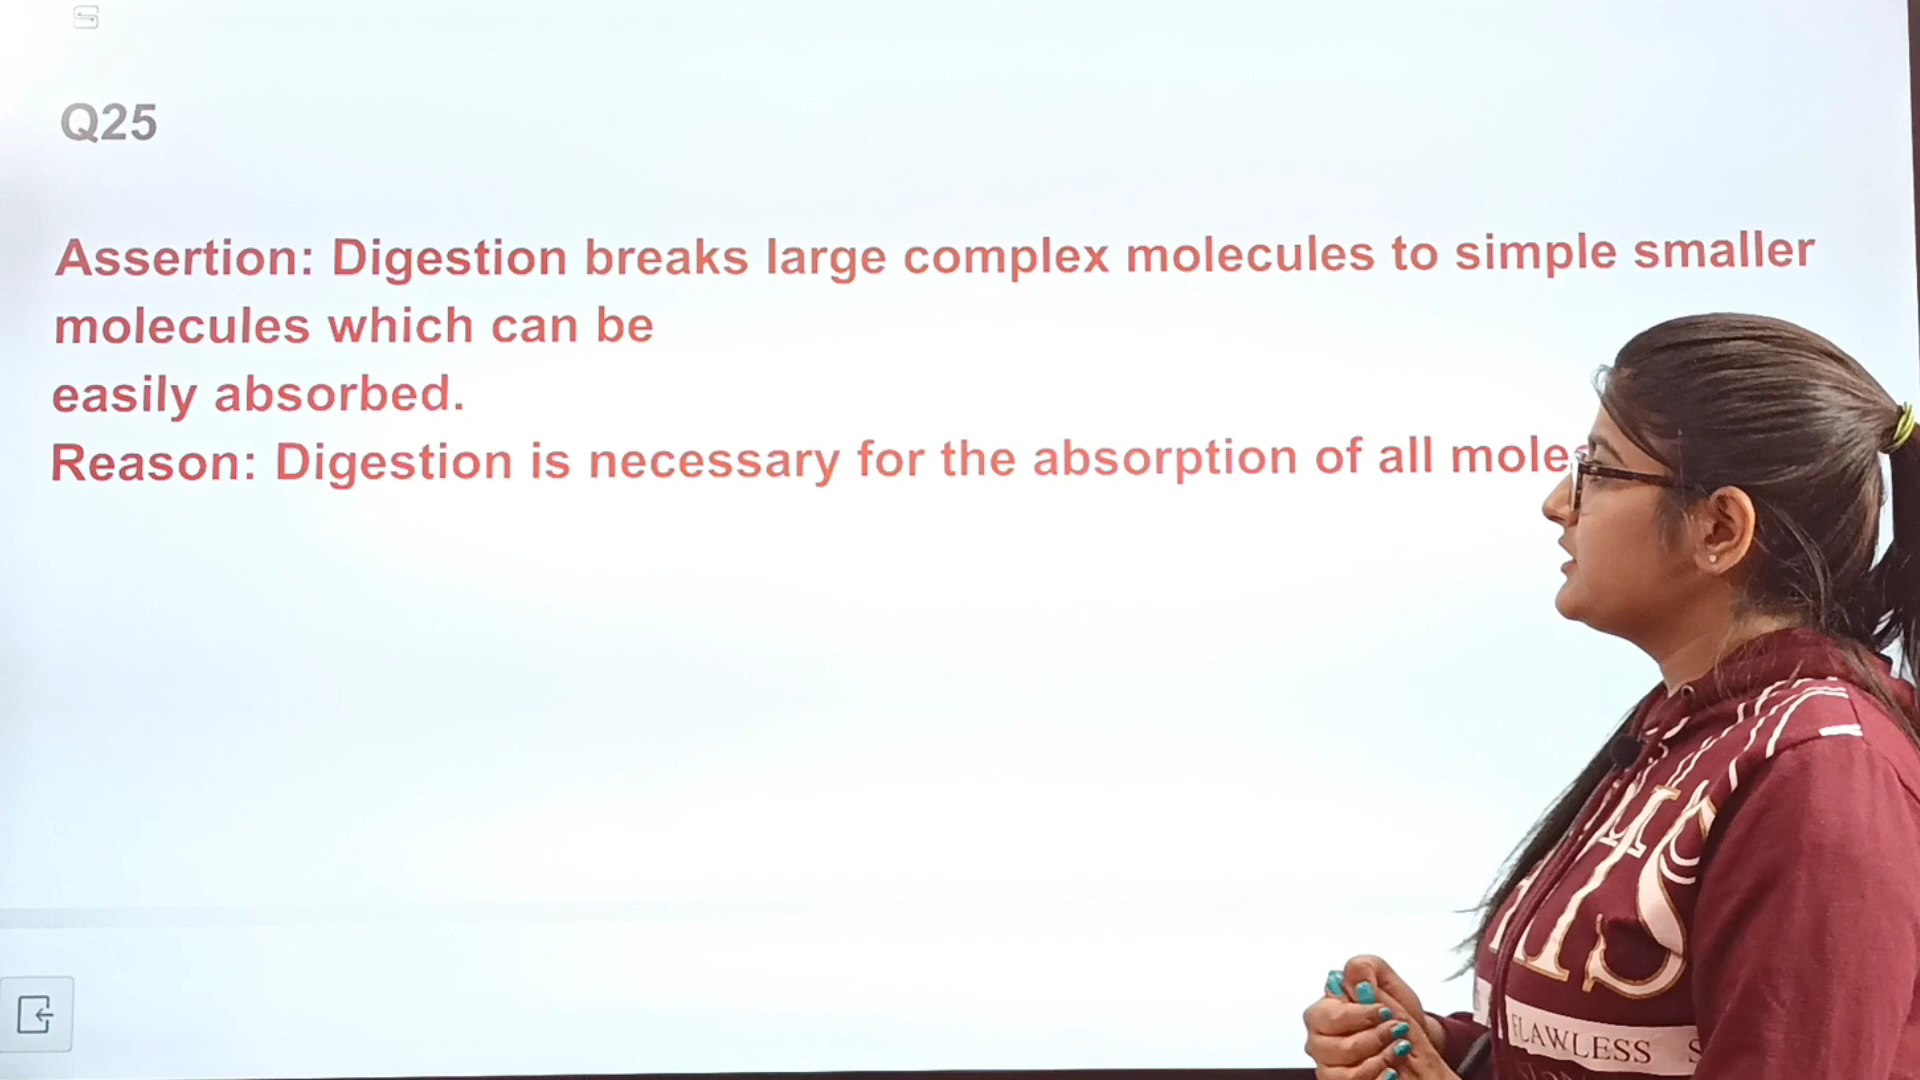 Q25
Assertion: Digestion breaks large complex molecules to simple smaller
molecules which can be
easily absorbed.
Reason: Digestion is necessary for the absorption of all
FLAWLESS